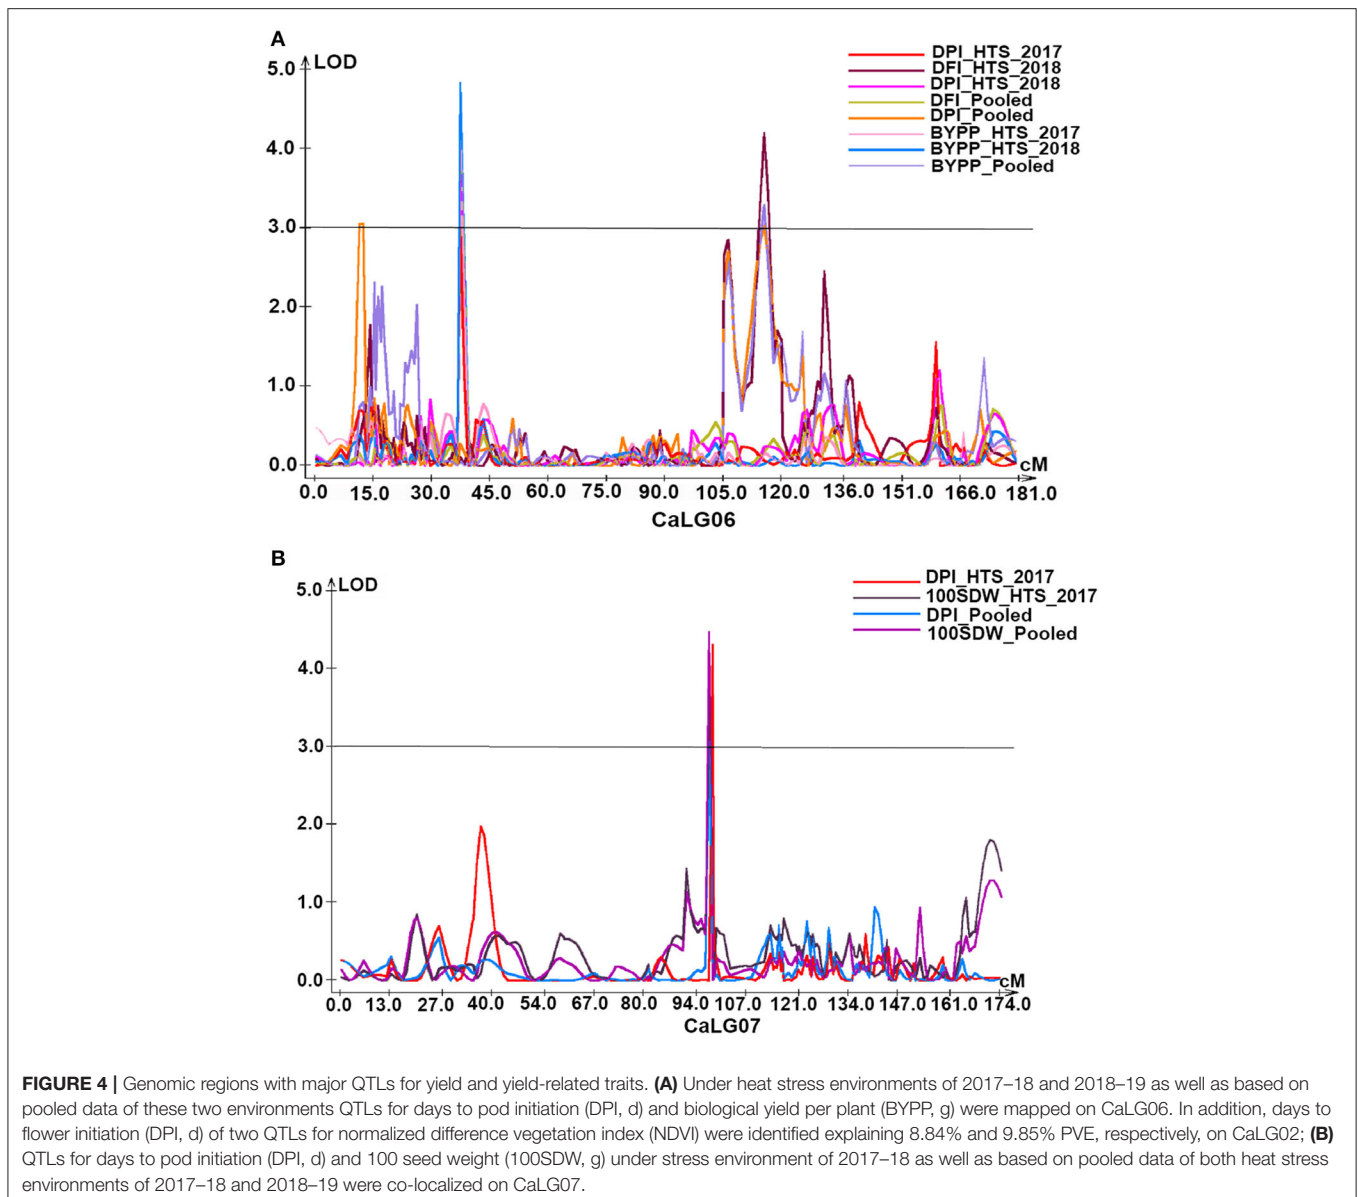 A
LOD
5.0
4.0
3.0
2.0
1.0
0.0
DPI_HTS_2017
DFI_HTS_2018
DPI_HTS_2018
DFI_Pooled
DPI_Pooled
BYPP_HTS_2017
BYPP_HTS_2018
BYPP_Pooled
cM
0.0 15.0 30.0 45.0 60.0 75.0 90.0 105.0 120.0 136.0 151.0 166.0 181.0
CaLG06
B
LOD
5.0
4.0
3.0
2.0
1.0
0.0
DPI_HTS_2017
100SDW_HTS_2017
DPI_Pooled
100SDW_Pooled
cM
0.0 13.0 27.0 40.0 54.0 67.0 80.0 94.0 107.0 121.0 134.0 147.0 161.0 174.0
CaLG07
FIGURE 4 | Genomic regions with major QTLs for yield and yield-related traits. (A) Under heat stress environments of 2017–18 and 2018–19 as well as based on
pooled data of these two environments QTLs for days to pod initiation (DPI, d) and biological yield per plant (BYPP, g) were mapped on CaLG06. In addition, days to
flower initiation (DPI, d) of two QTLs for normalized difference vegetation index (NDVI) were identified explaining 8.84% and 9.85% PVE, respectively, on CaLG02; (B)
QTLs for days to pod initiation (DPI, d) and 100 seed weight (100SDW, g) under stress environment of 2017–18 as well as based on pooled data of both heat stress
environments of 2017–18 and 2018–19 were co-localized on CaLG07.